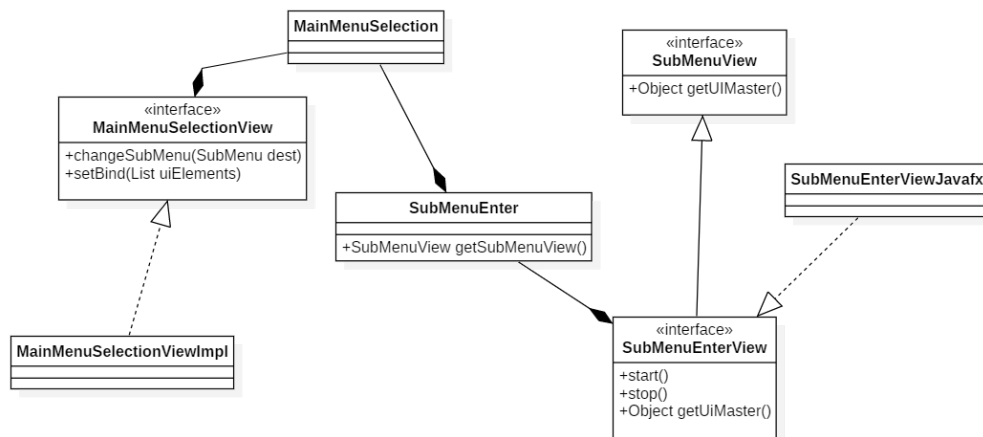 MainMenuSelection
«interface»
SubMenuView
+Object getUIMaster()
«interface»
MainMenuSelectionView
+changeSubMenu(SubMenu dest)
+setBind(List uiElements)
SubMenuEnterViewJavafx
SubMenuEnter
+SubMenuView getSubMenuView()
MainMenuSelectionViewImpl
«interface»
SubMenuEnterView
+start()
+stop()
+Object getUiMaster()